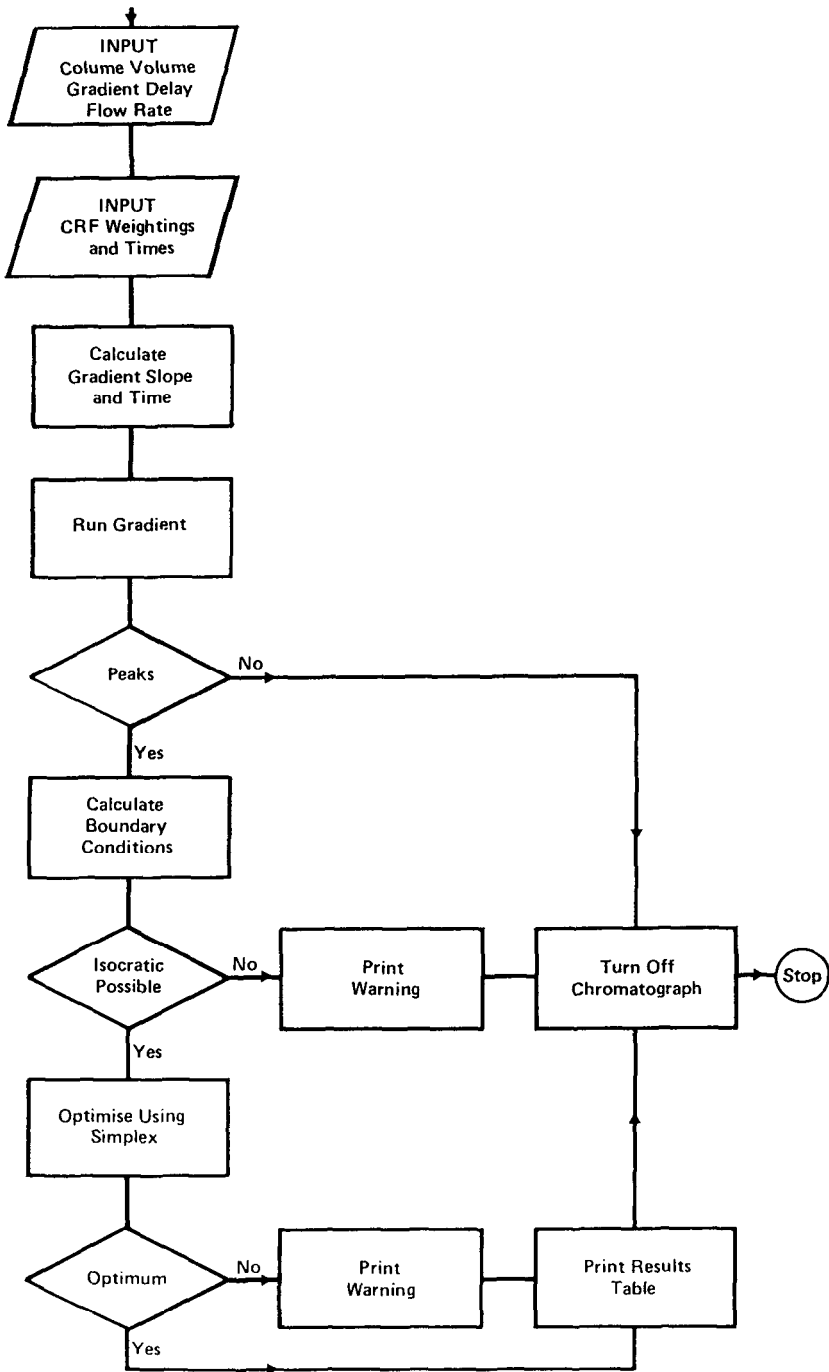 INPUT
Colume Volume
Gradient Delay
Flow Rate
INPUT
CRF Weightings
and Times
Calculate
Gradient Slope
and Time
Run Gradient
Peaks
No
Yes
Calculate
Boundary
Conditions
Isocratic
Possible
No
Print
Warning
Turn Off
Chromatograph
Stop
Yes
Optimise Using
Simplex
Optimum
No
Print
Warning
Print Results
Table
Yes